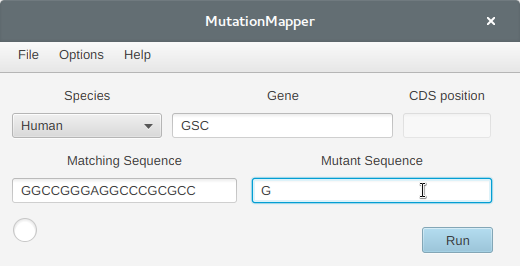 MutationMapper ×
File Options Help
Species Gene CDS position
Human GSC
Matching Sequence Mutant Sequence
GGCCGGGAGGCCCGCGCC G
Run